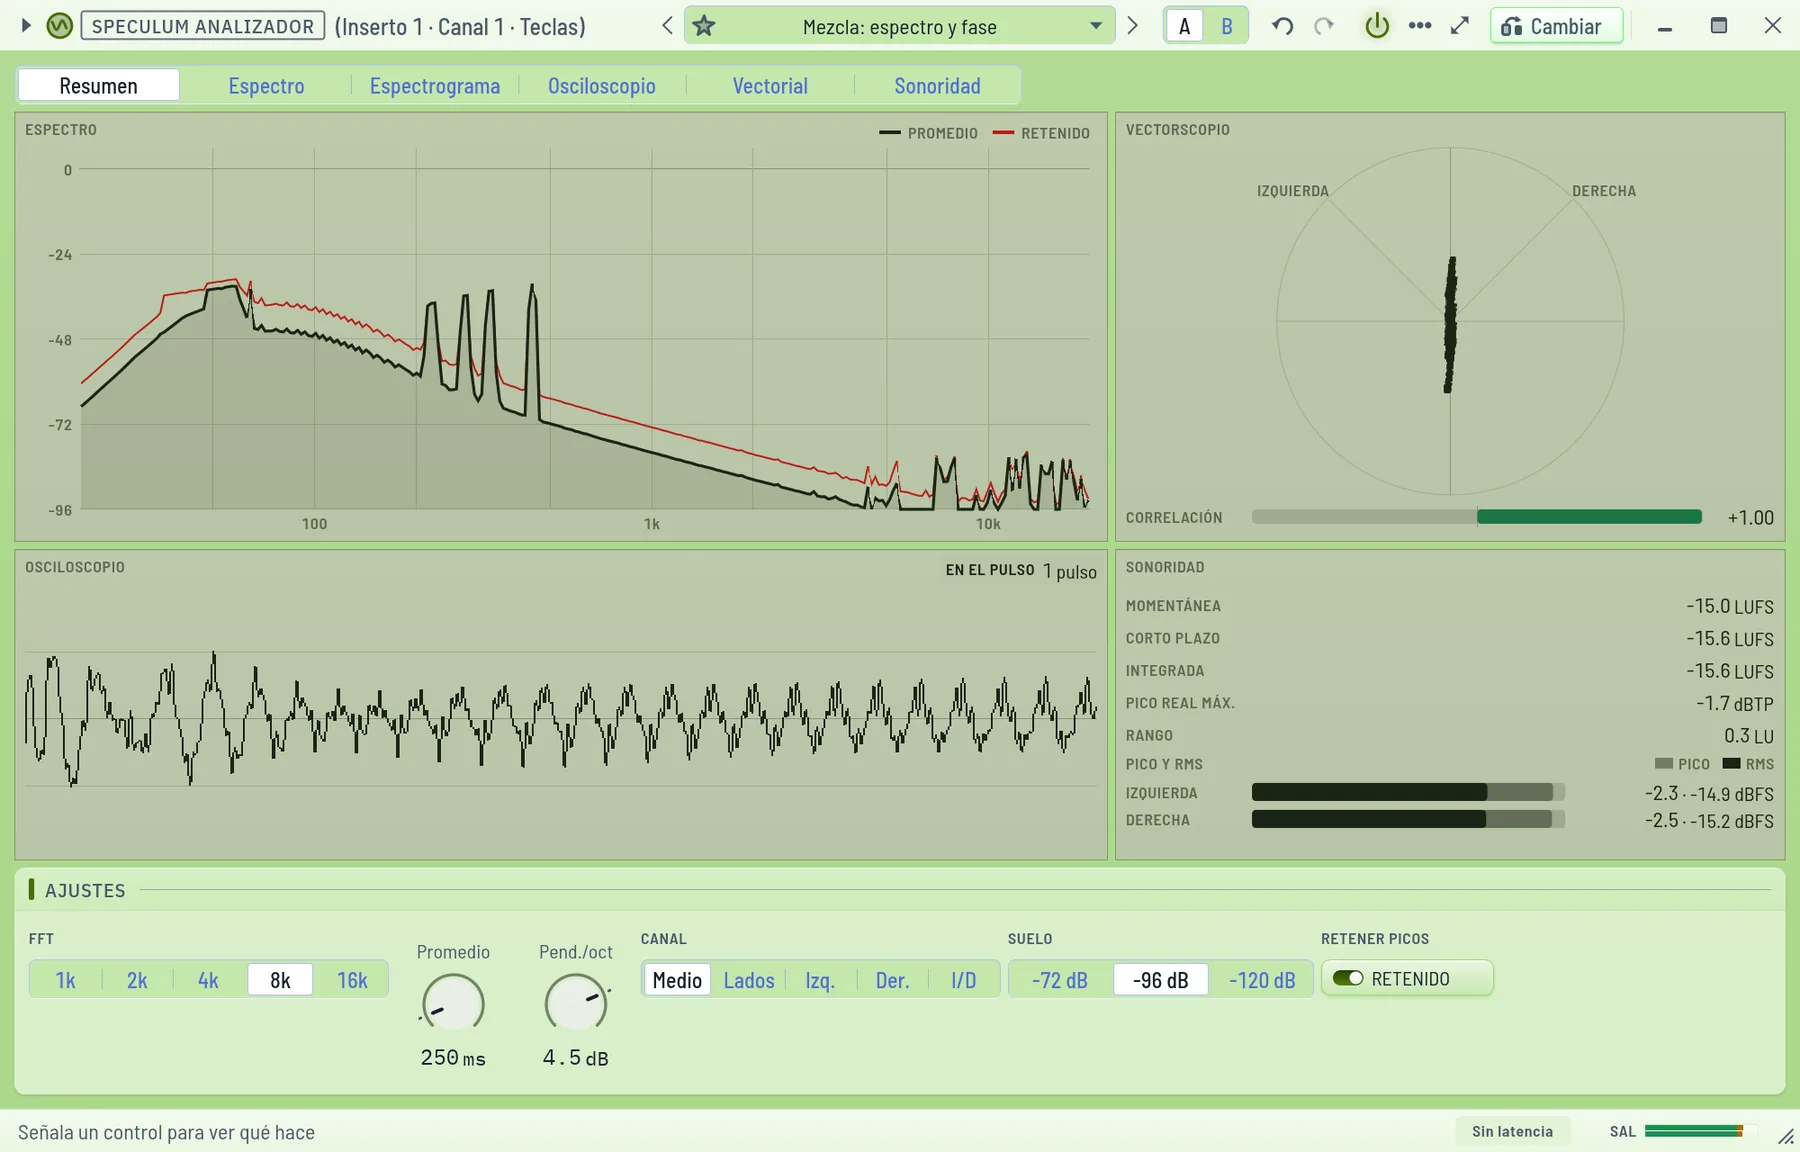 SPECULUM ANALIZADOR (Inserto 1 · Canal 1 · Teclas) Mezcla: espectro y fase A B Cambiar
Resumen Espectro Espectrograma Osciloscopio Vectorial Sonoridad
ESPECTRO PROMEDIO RETENIDO
0
-24
-48
-72
-96
100 1k 10k
VECTORSCOPIO
IZQUIERDA DERECHA
CORRELACIÓN +1.00
OSCILOSCOPIO EN EL PULSO 1 pulso
SONORIDAD
MOMENTÁNEA -15.0 LUFS
CORTO PLAZO -15.6 LUFS
INTEGRADA -15.6 LUFS
PICO REAL MÁX. -1.7 dBTP
RANGO 0.3 LU
PICO Y RMS PICO RMS
IZQUIERDA -2.3 · -14.9 dBFS
DERECHA -2.5 · -15.2 dBFS
AJUSTES
FFT
1k 2k 4k 8k 16k
Promedio
250 ms
Pend./oct
4.5 dB
CANAL
Medio Lados Izq. Der. I/D
SUELO
-72 dB -96 dB -120 dB
RETENER PICOS
RETENIDO
Señala un control para ver qué hace Sin latencia SAL